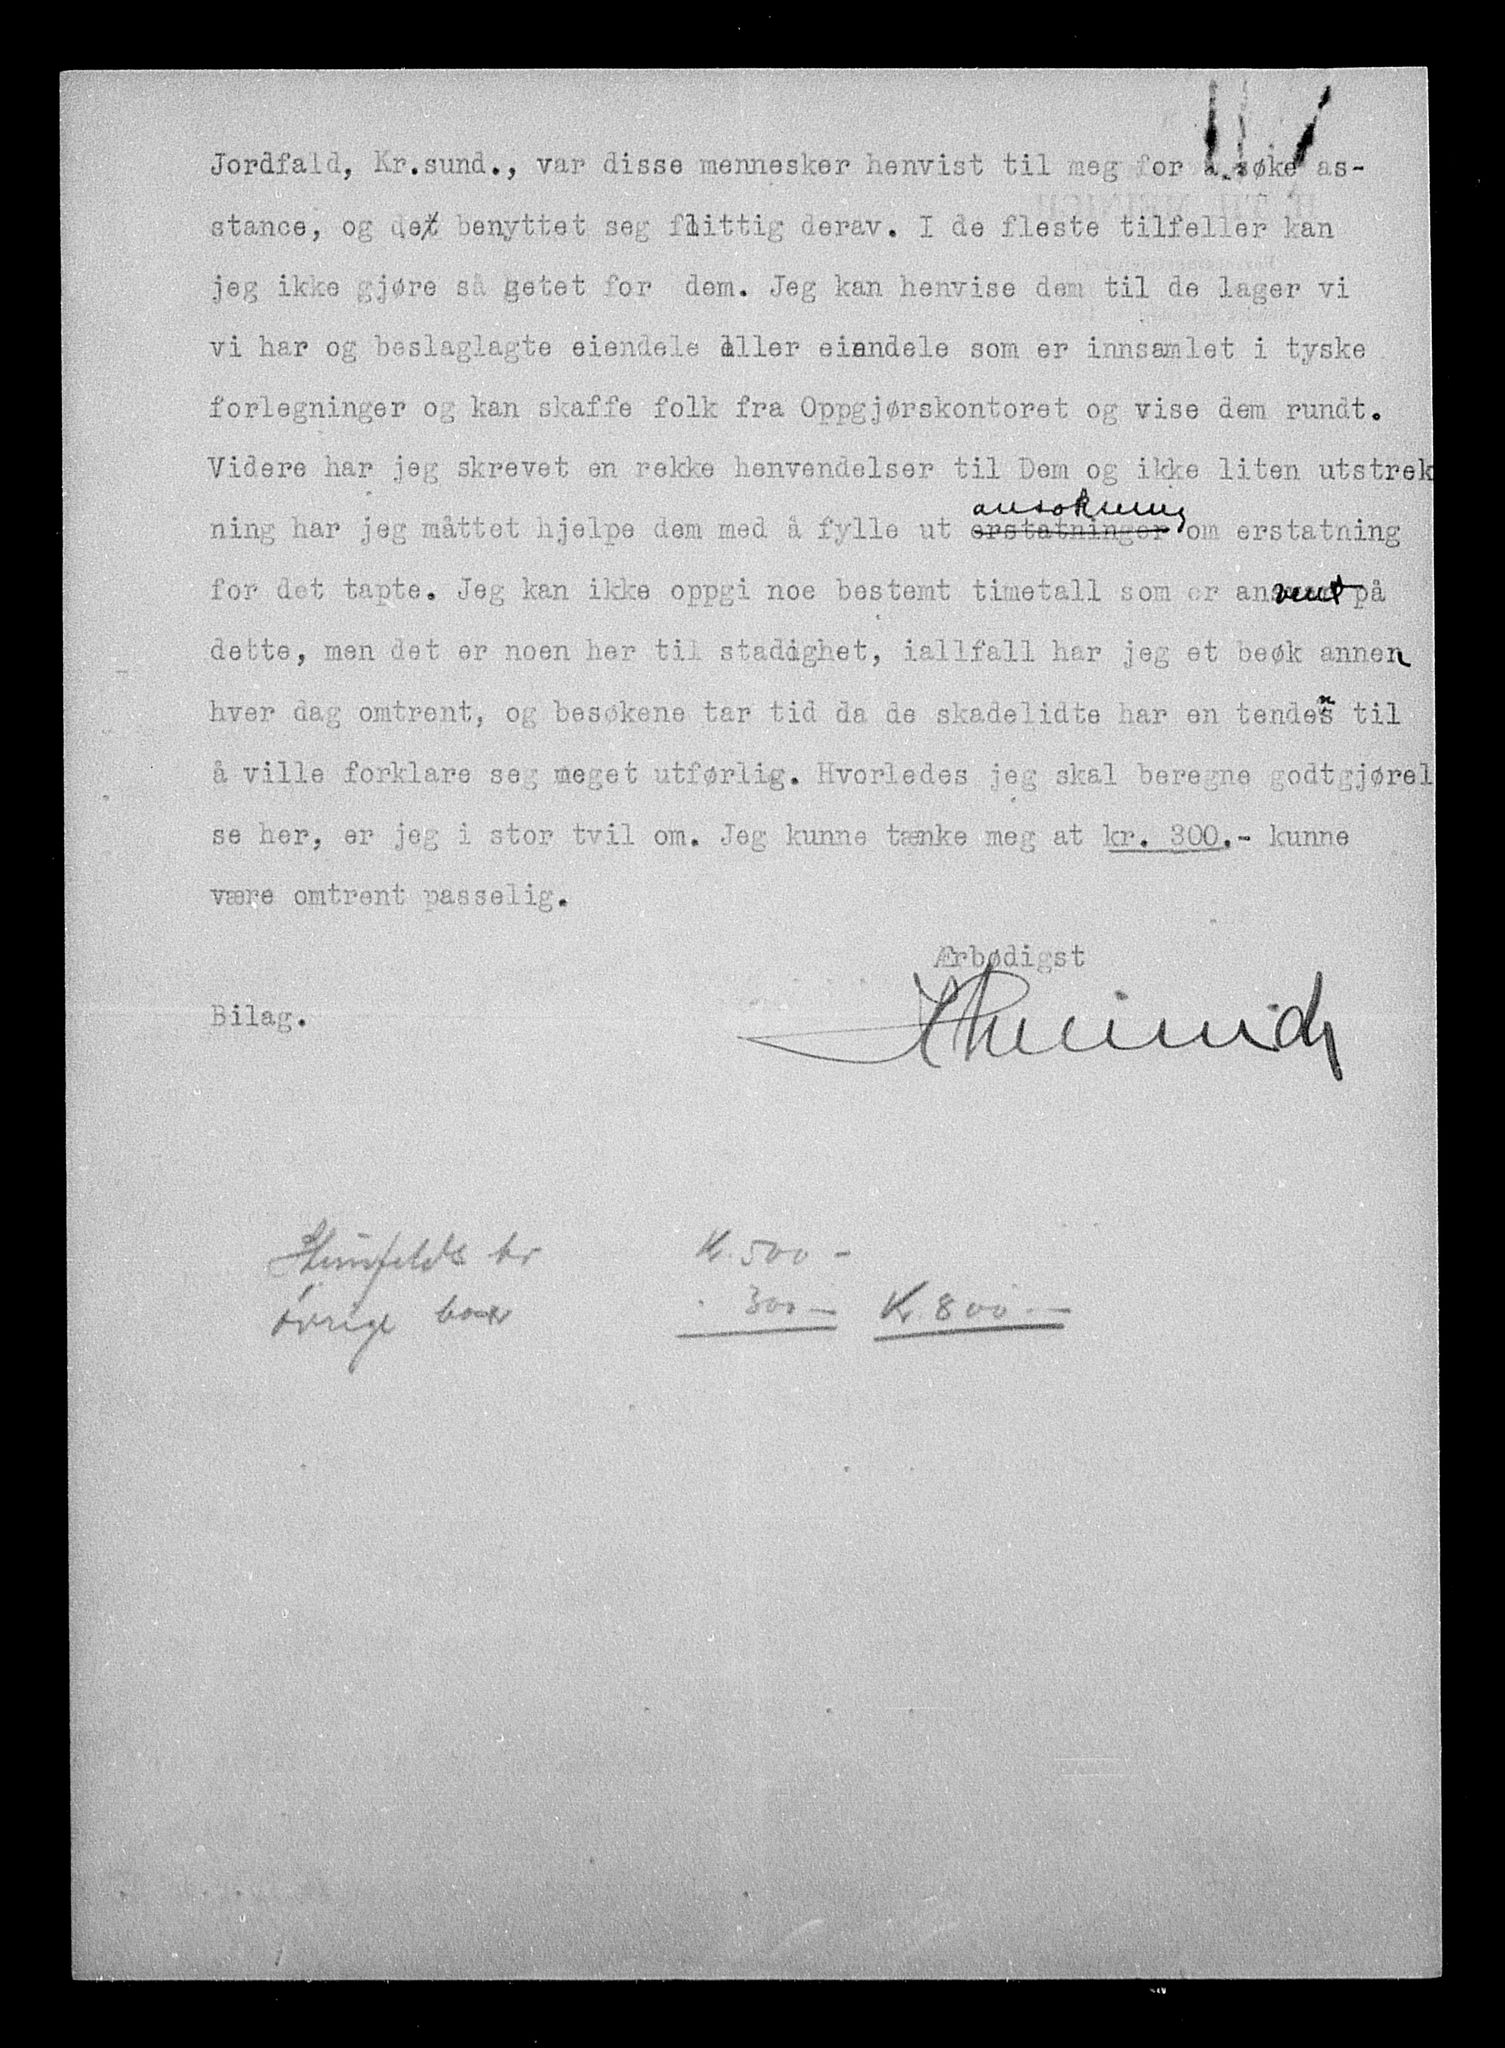 Jordfald, Kr.sund., var disse mennesker henvist til meg for å søke as-
stance, og det benyttet seg flittig derav. I de fleste tilfeller kan
jeg ikke gjøre så getet for dem. Jeg kan henvise dem til de lager vi
vi har og beslaglagte eiendele eller eiendele som er innsamlet i tyske
forlegninger og kan skaffe folk fra Oppgjørskontoret og vise dem rundt.
Videre har jeg skrevet en rekke henvendelser til Dem og ikke liten utstrek
ansøkning
ning har jeg måttet hjelpe dem med å fylle ut erstatninger om erstatning
for det tapte. Jeg kan ikke oppgi noe bestemt timetall som er anvent på
dette, men det er noen her til stadighet, iallfall har jeg et beøk annen
hver dag omtrent, og besøkene tar tid da de skadelidte har en tendens til
å ville forklare seg meget utførlig. Hvorledes jeg skal beregne godtgjørel
se her, er jeg i stor tvil om. Jeg kunne tænke meg at kr. 300.- kunne
være omtrent passelig.
Ærbødigst
Bilag.
Kr. 500 -
øvrige boer 300 - Kr. 800 -